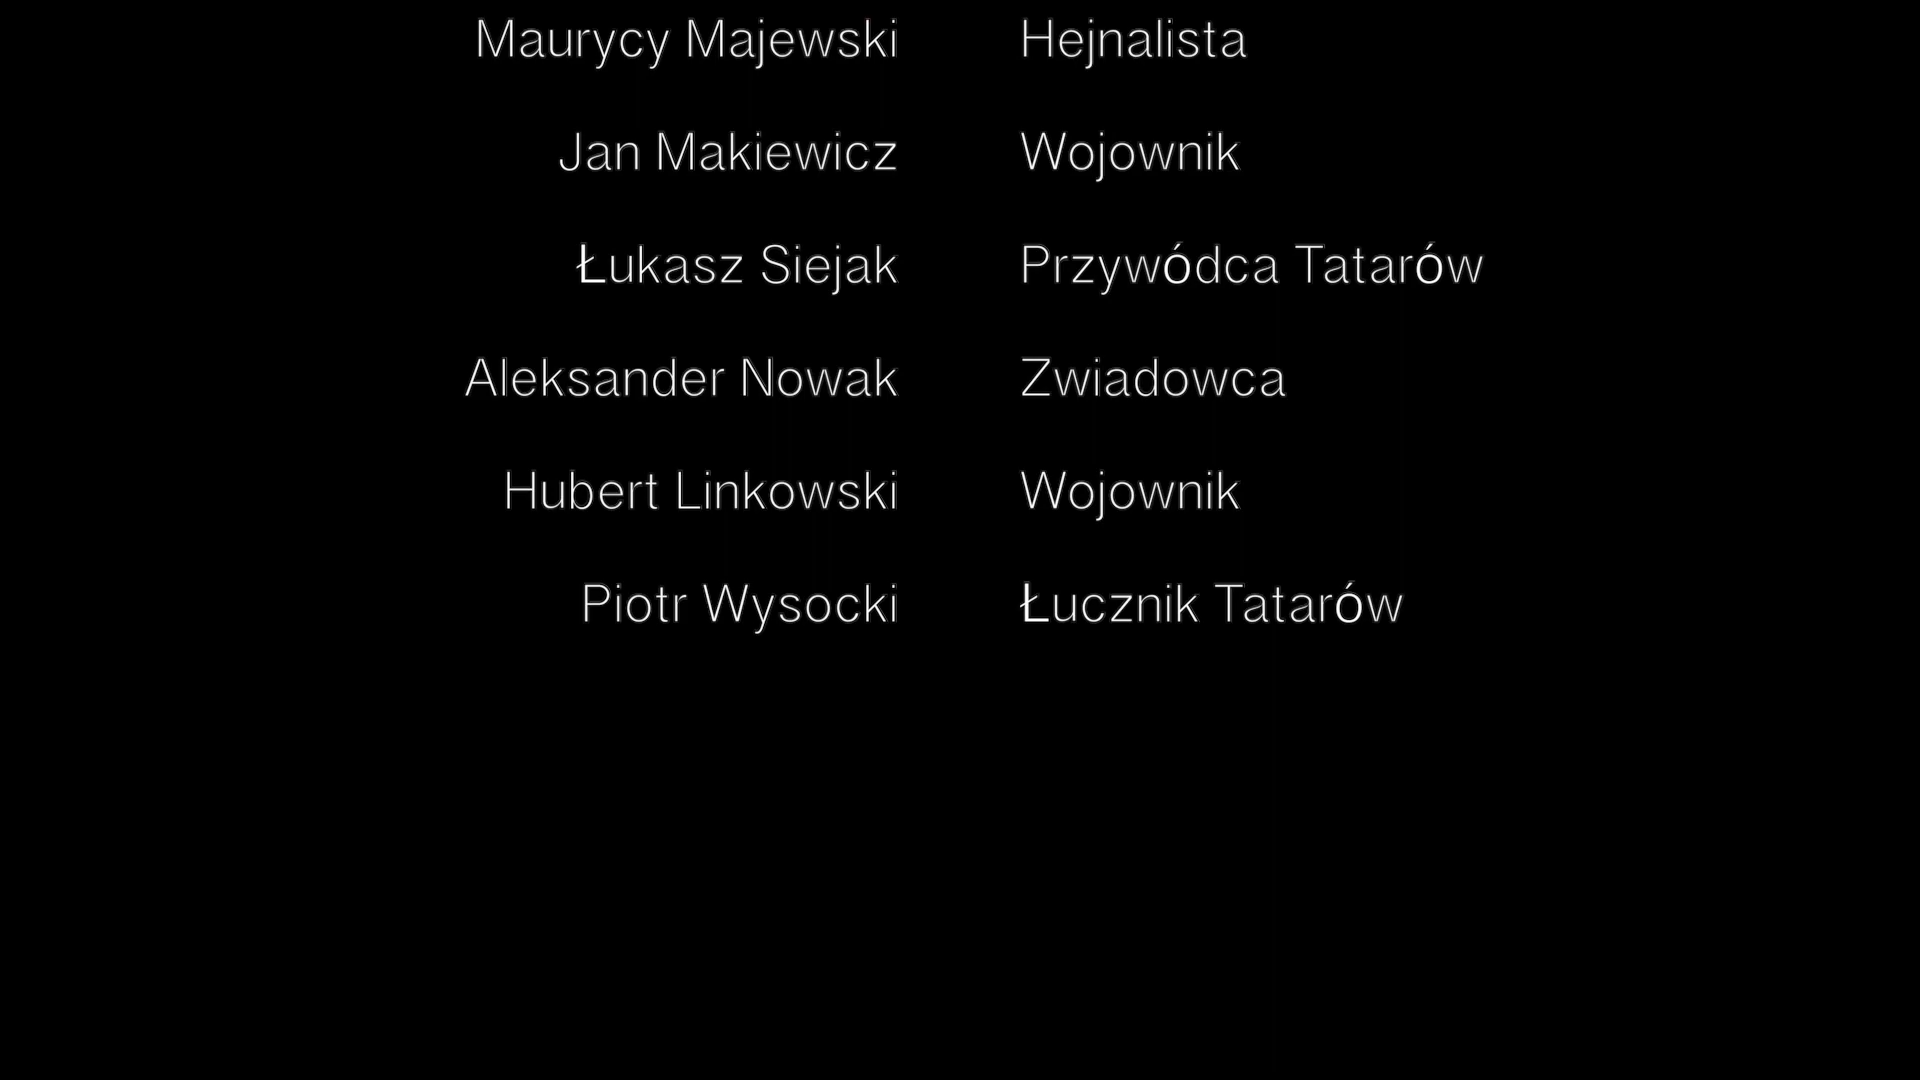 Maurycy Majewski Hejnalista
Jan Makiewicz Wojownik
Łukasz Siejak Przywódca Tatarów
Aleksander Nowak Zwiadowca
Hubert Linkowski Wojownik
Piotr Wysocki Łucznik Tatarów